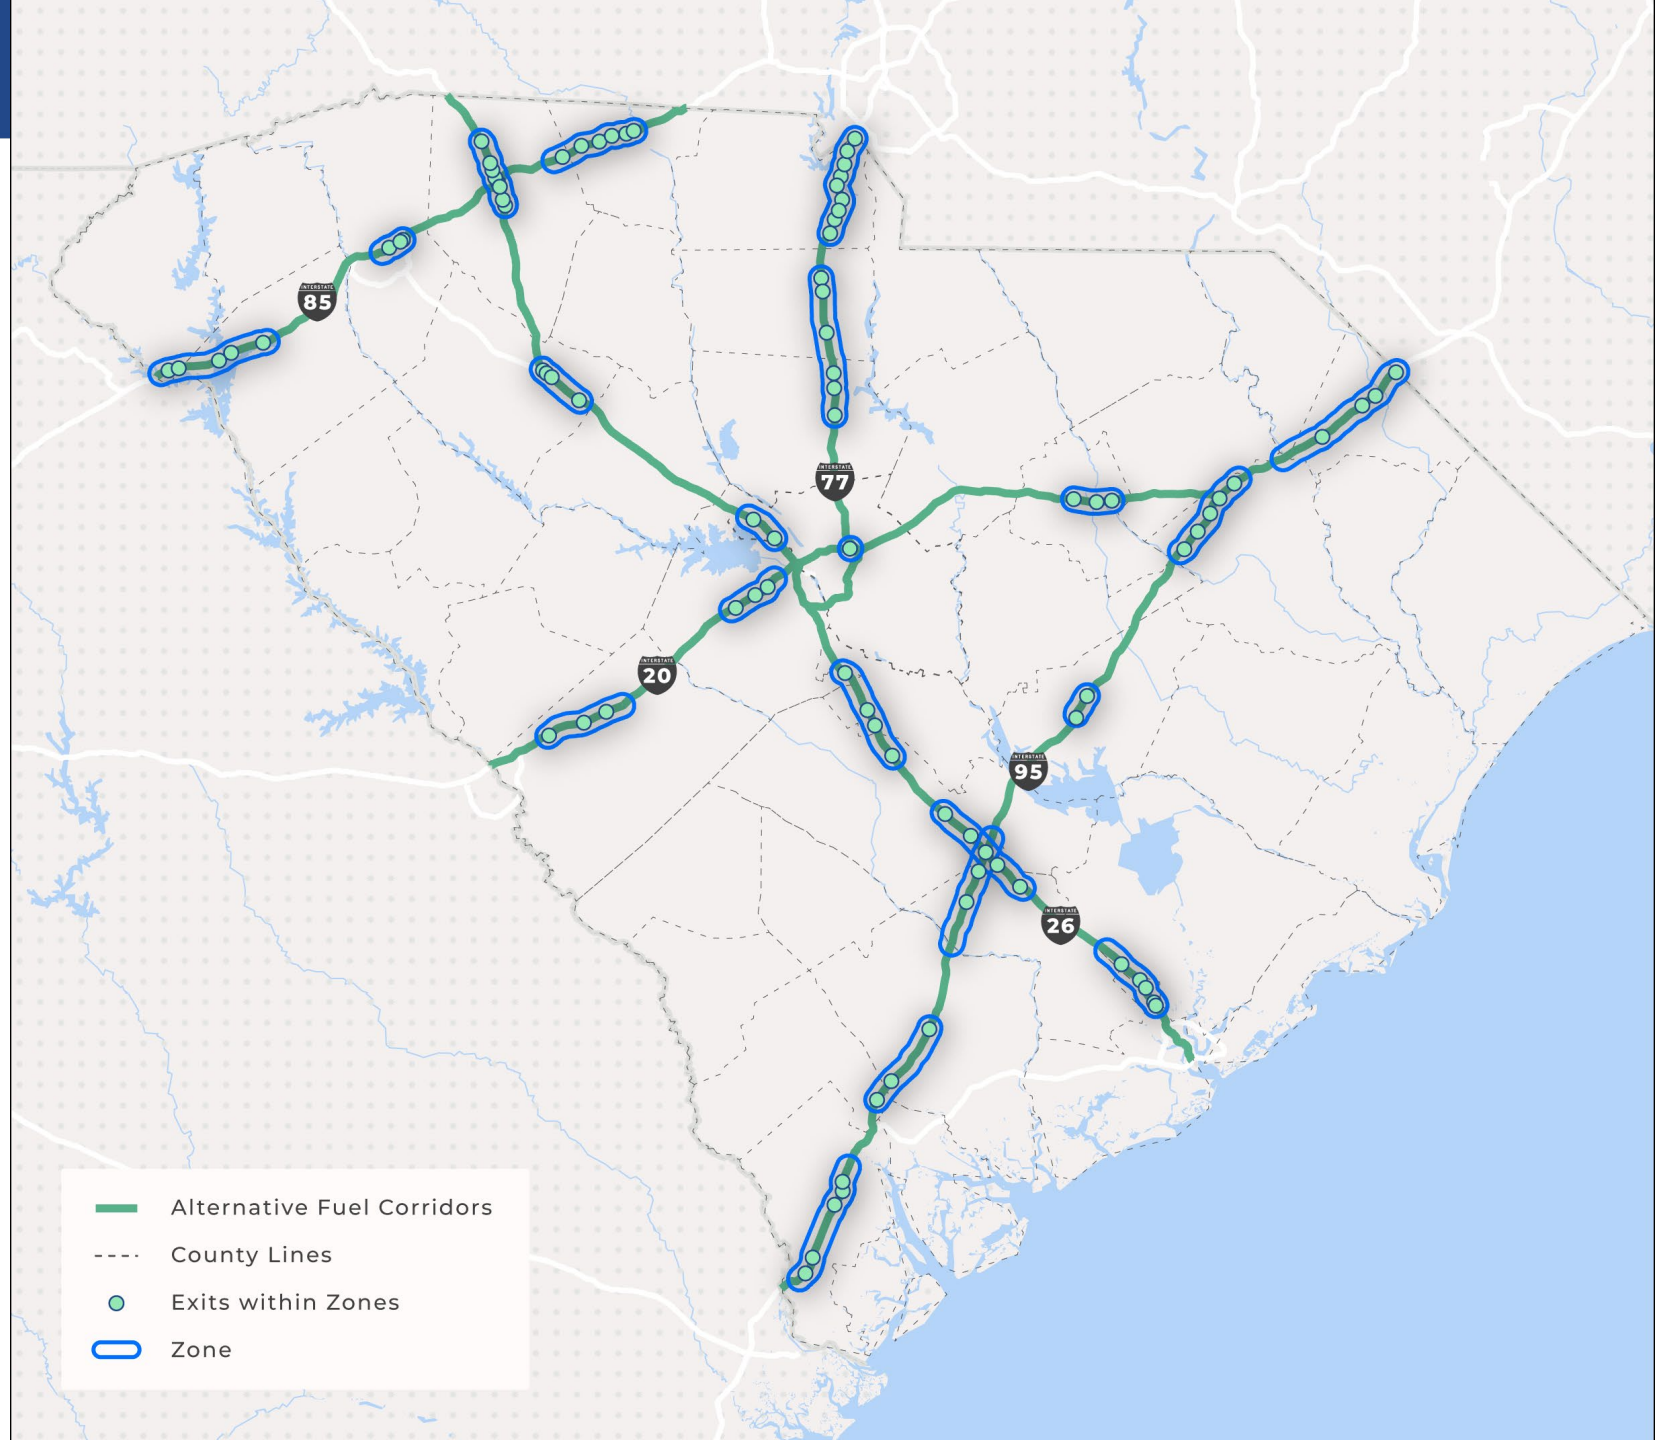 INTERSTATE
85
INTERSTATE
77
INTERSTATE
20
INTERSTATE
95
INTERSTATE
26
Alternative Fuel Corridors
County Lines
Exits within Zones
Zone